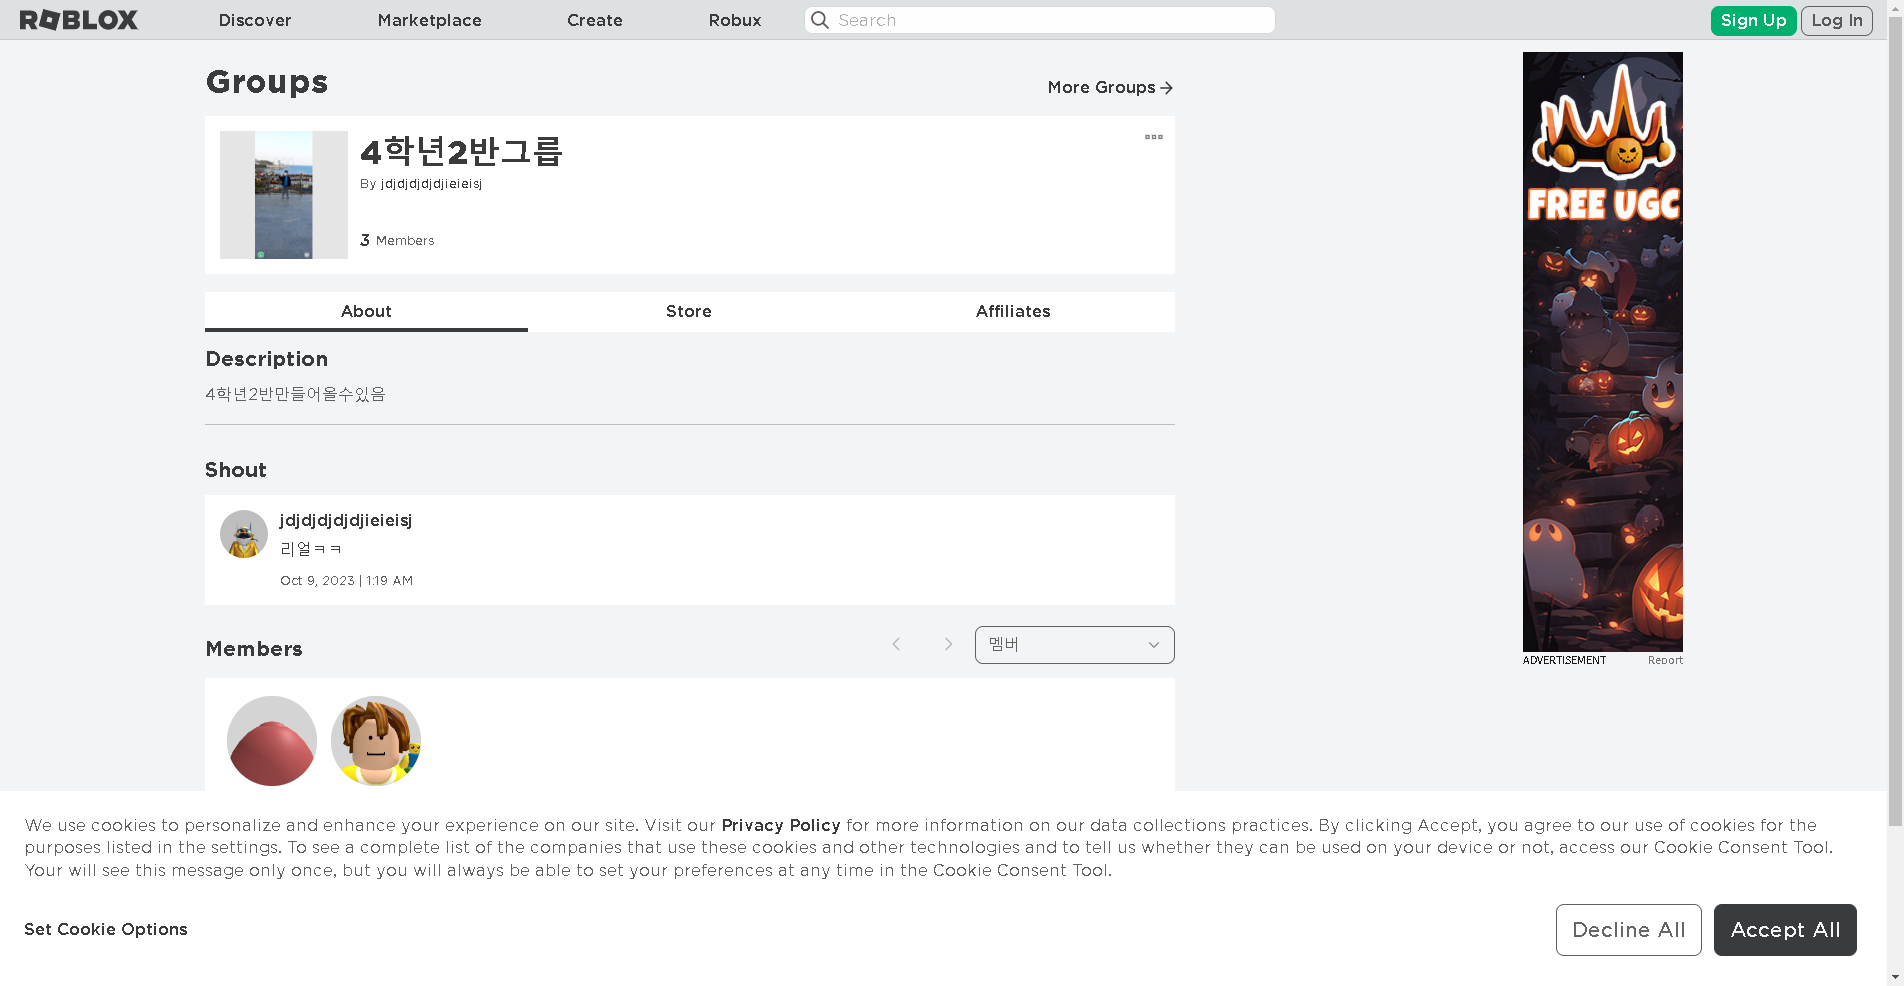 ROBLOX
Discover
Marketplace
Create
Robux
Search
Sign Up
Log In
Groups
More Groups
4학년2반그룹
By jdjdjdjdjdjieieisj
3 Members
About
Store
Affiliates
Description
4학년2반만들어올수있음
Shout
jdjdjdjdjdjieieisj
리얼ㅋㅋ
Oct 9, 2023 | 1:19 AM
Members
멤버
FREE UGC
ADVERTISEMENT
Report
We use cookies to personalize and enhance your experience on our site. Visit our Privacy Policy for more information on our data collections practices. By clicking Accept, you agree to our use of cookies for the
purposes listed in the settings. To see a complete list of the companies that use these cookies and other technologies and to tell us whether they can be used on your device or not, access our Cookie Consent Tool.
Your will see this message only once, but you will always be able to set your preferences at any time in the Cookie Consent Tool.
Set Cookie Options
Decline All
Accept All